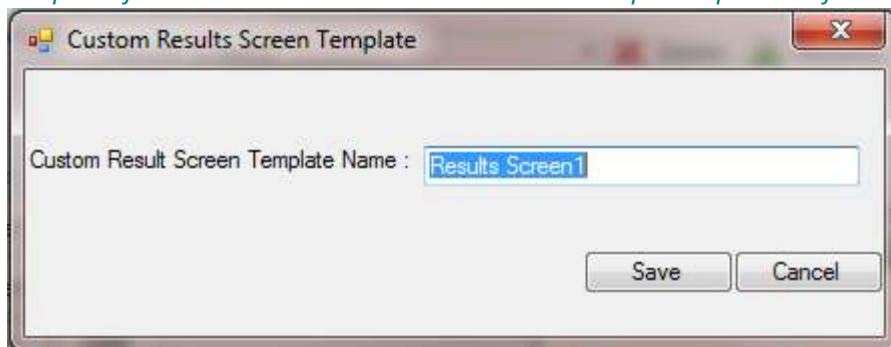 Custom Results Screen Template
Custom Result Screen Template Name :
Results Screen1
Save
Cancel